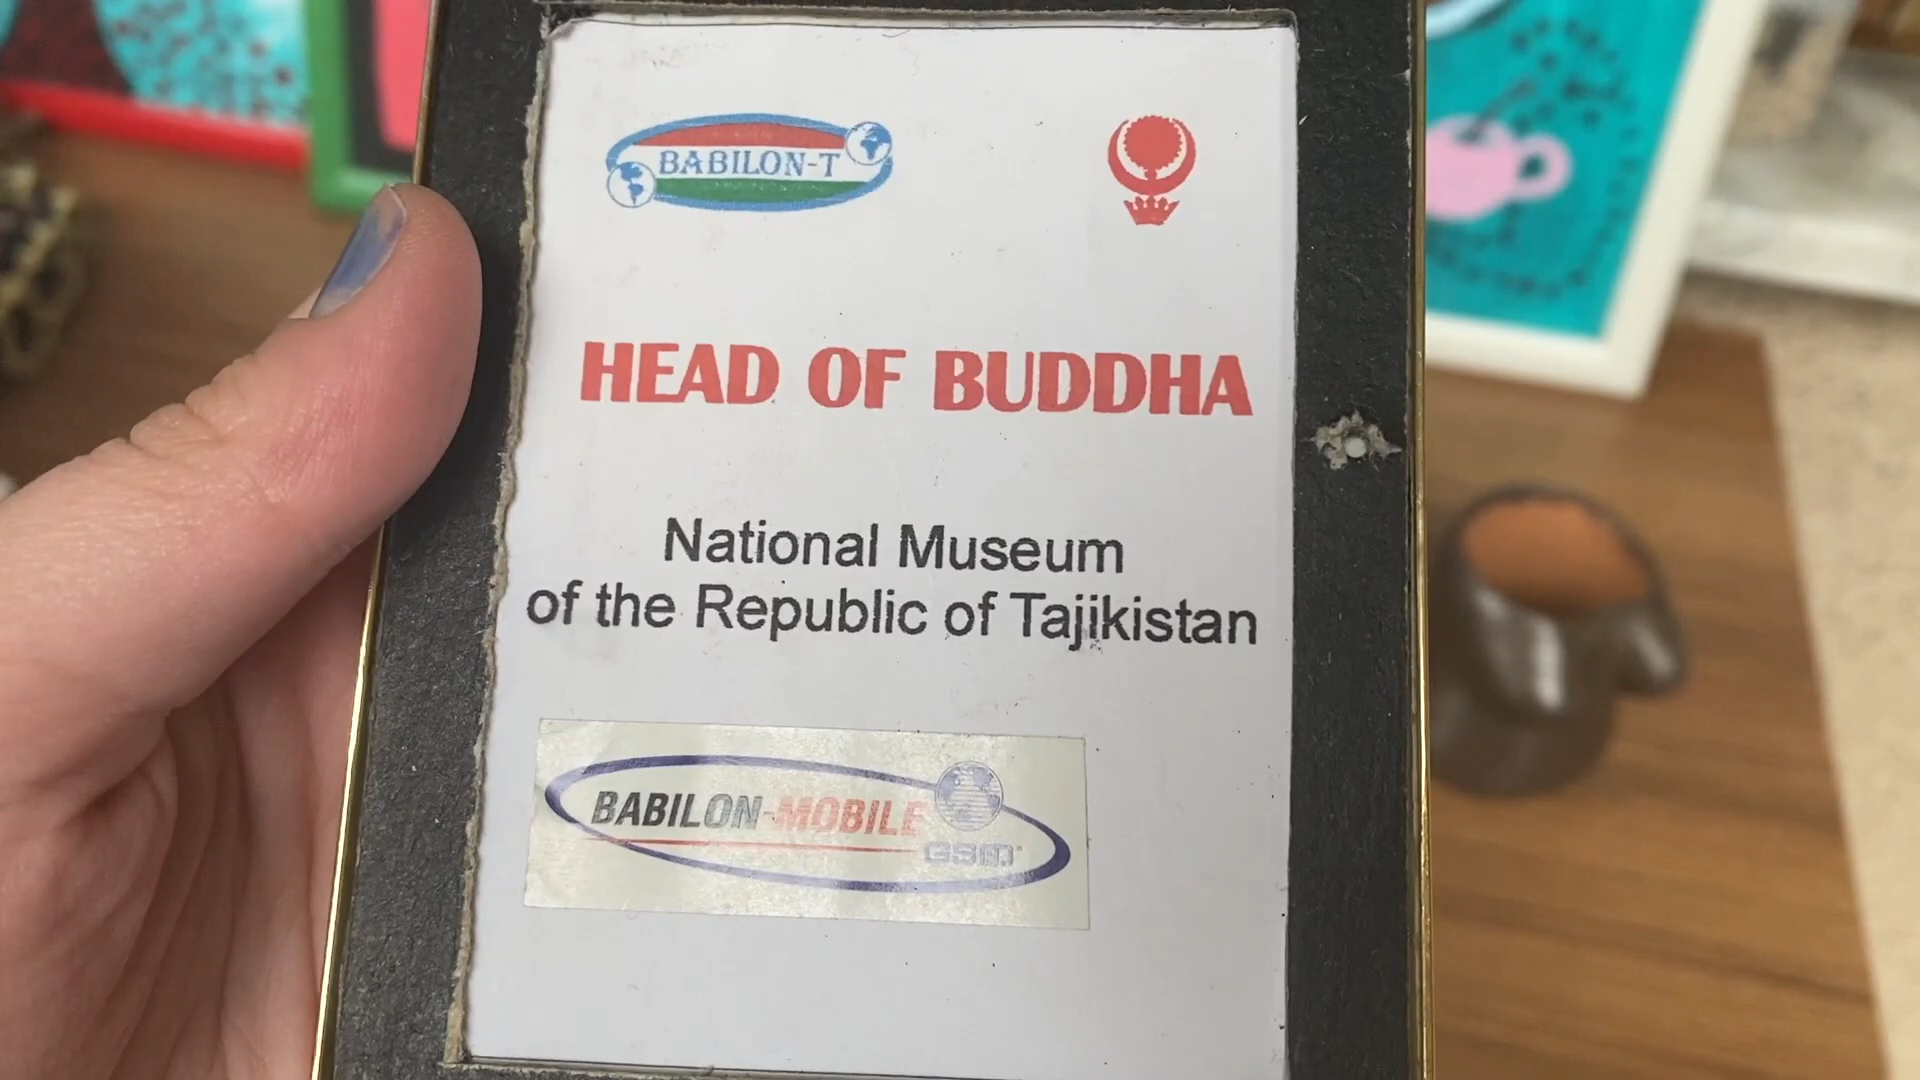 BABILON-T
HEAD OF BUDDHA
National Museum
of the Republic of Tajikistan
BABILON-MOBILE
GSM